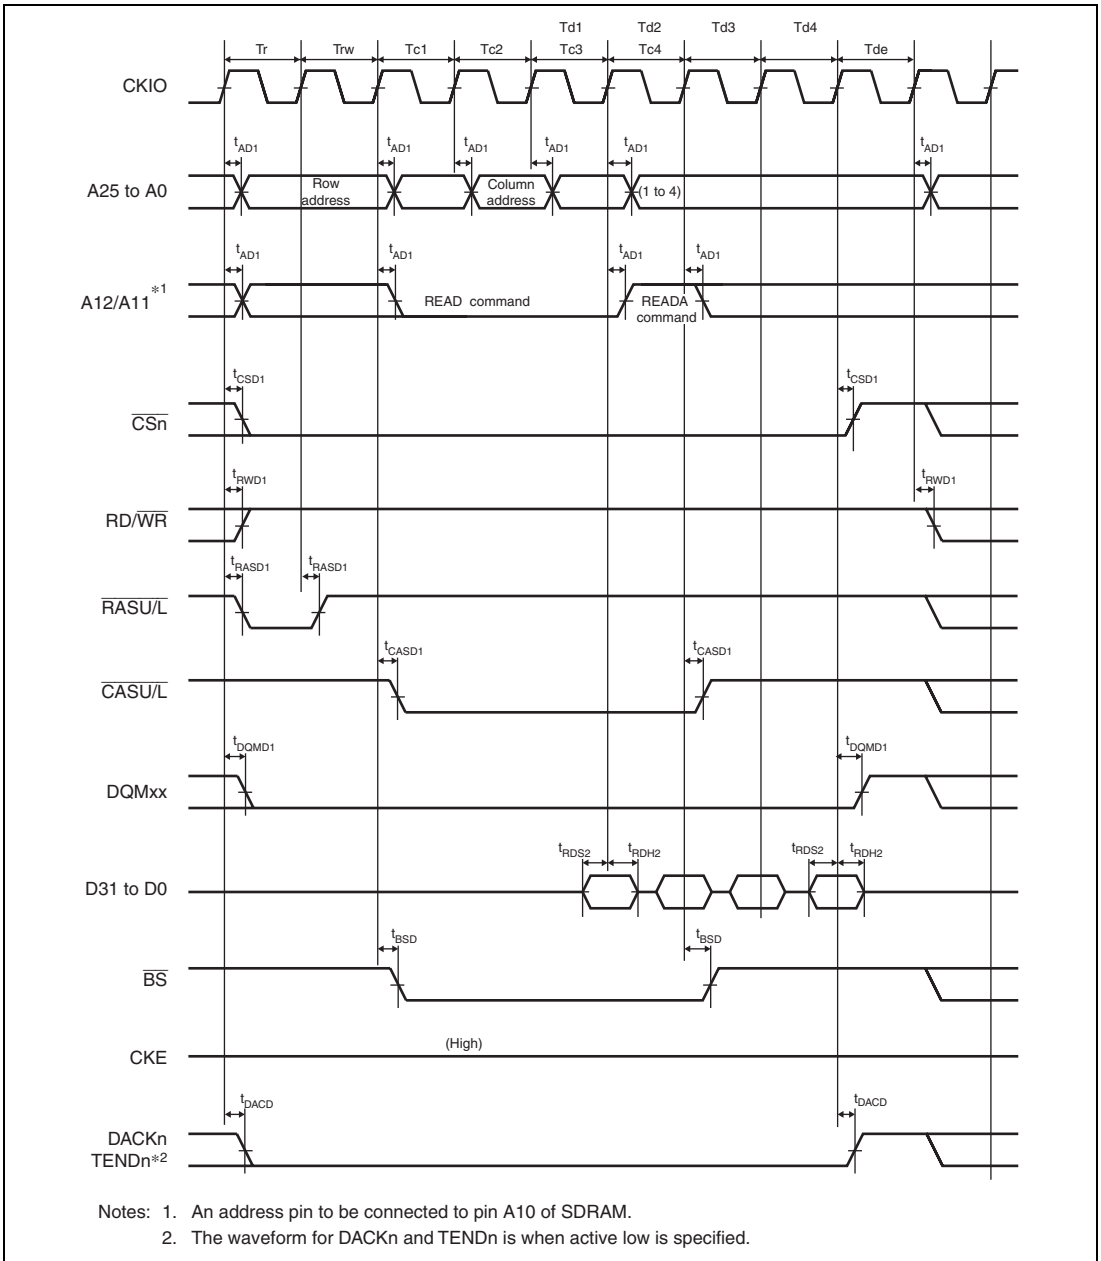 Td1 Td2 Td3 Td4
Tr Trw Tc1 Tc2 Tc3 Tc4 Tde
CKIO
tAD1 tAD1 tAD1 tAD1 tAD1 tAD1
A25 to A0
Row address
Column address
(1 to 4)
tAD1 tAD1 tAD1 tAD1
A12/A11*1
READ command
READA command
tCSD1 tCSD1
CSn
tRWD1 tRWD1
RD/WR
tRASD1 tRASD1
RASU/L
tCASD1 tCASD1
CASU/L
tDQMD1 tDQMD1
DQMxx
tRDS2 tRDH2 tRDS2 tRDH2
D31 to D0
tBSD tBSD
BS
(High)
CKE
tDACD tDACD
DACKn
TENDn*2
Notes: 1. An address pin to be connected to pin A10 of SDRAM.
2. The waveform for DACKn and TENDn is when active low is specified.